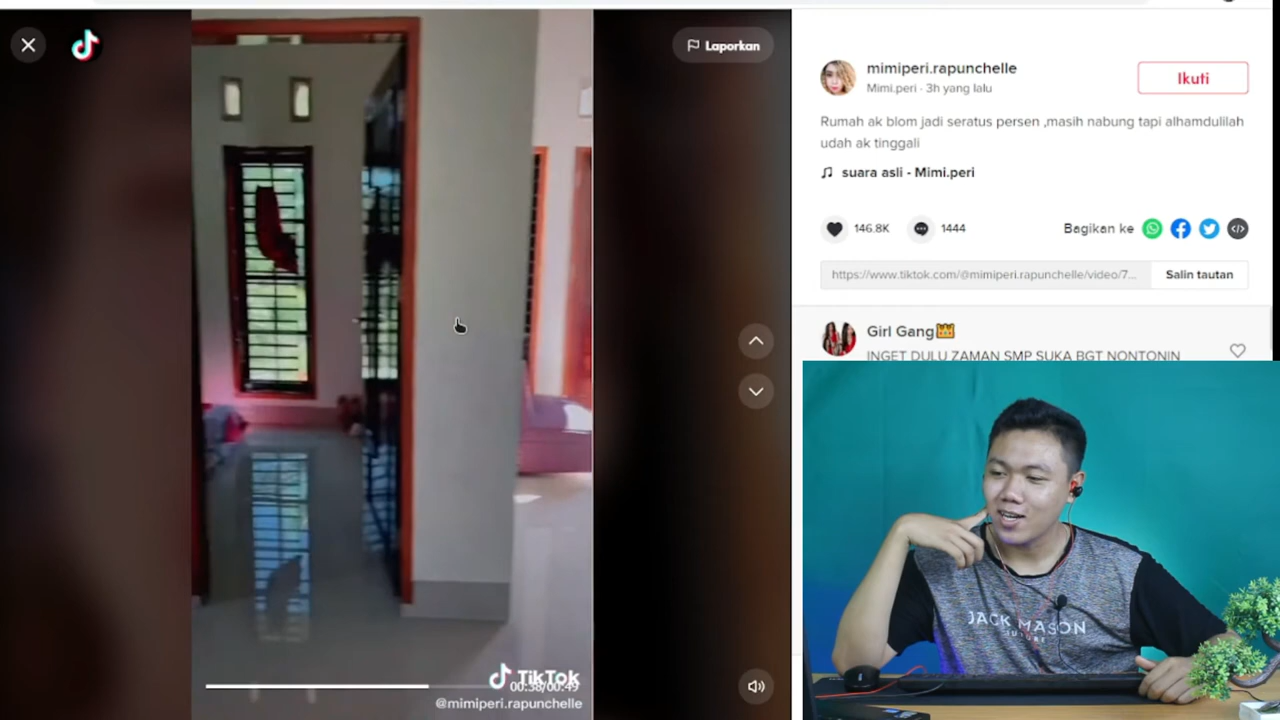 Laporkan
mimiperi.rapunchelle
Mimi.peri · 3h yang lalu
Ikuti
Rumah ak blom jadi seratus persen ,masih nabung tapi alhamdulilah
udah ak tinggali
suara asli - Mimi.peri
146.8K
1444
Bagikan ke
https://www.tiktok.com/@mimiperi.rapunchelle/video/7...
Salin tautan
Girl Gang
INGET DULU ZAMAN SMP SUKA BGT NONTONIN
TikTok
00:38/00:49
@mimiperi.rapunchelle
JACK MASON